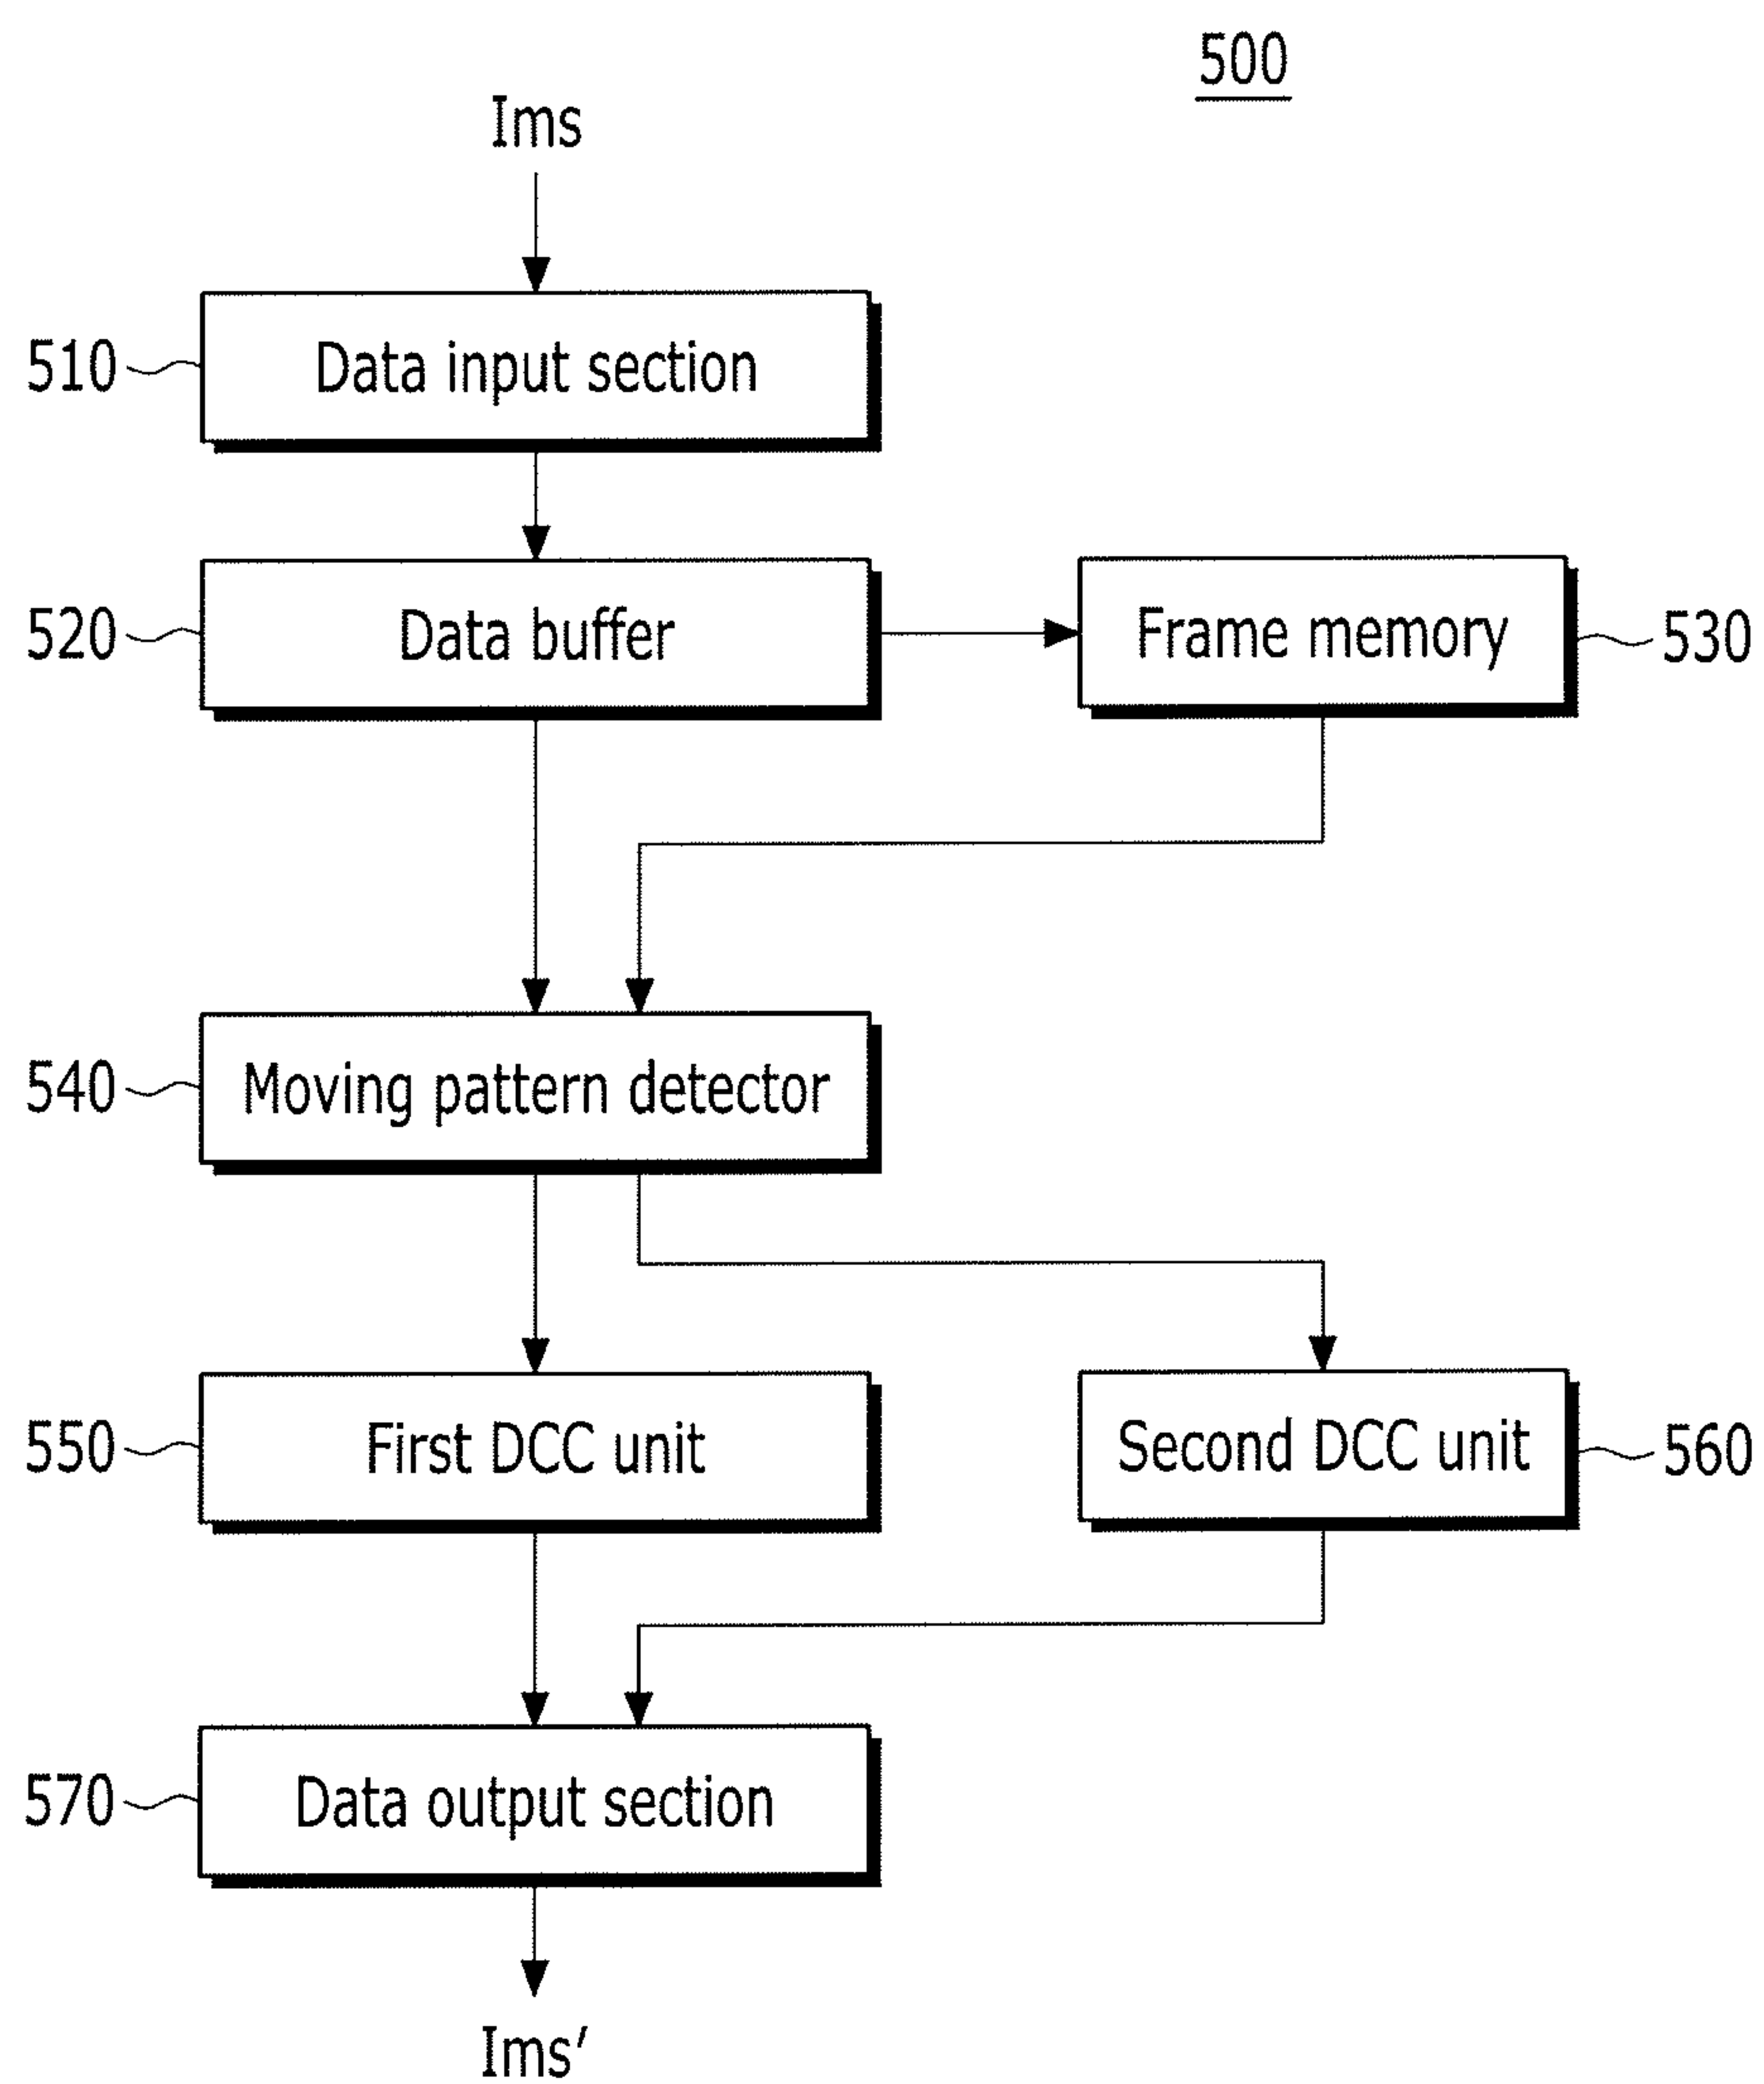 500
Ims
510
Data input section
520
Data buffer
Frame memory
530
540
Moving pattern detector
550
First DCC unit
Second DCC unit
560
570
Data output section
Ims′